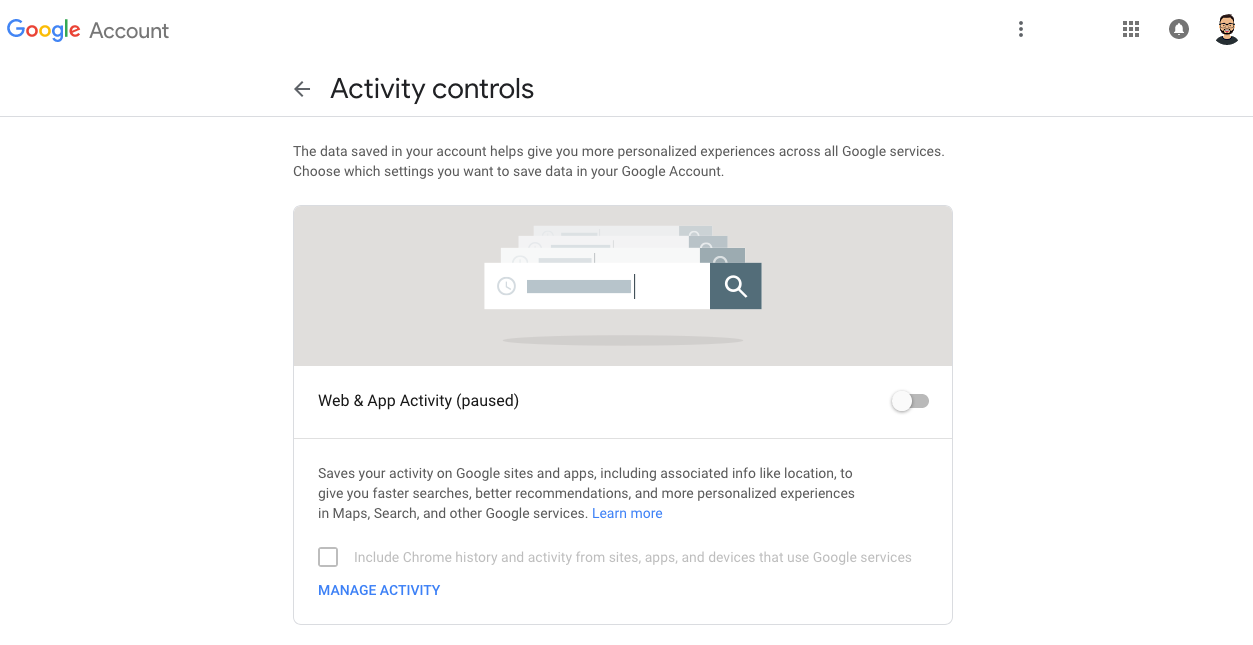 Google Account
Activity controls
The data saved in your account helps give you more personalized experiences across all Google services.
Choose which settings you want to save data in your Google Account.
Web & App Activity (paused)
Saves your activity on Google sites and apps, including associated info like location, to
give you faster searches, better recommendations, and more personalized experiences
in Maps, Search, and other Google services. Learn more
Include Chrome history and activity from sites, apps, and devices that use Google services
MANAGE ACTIVITY